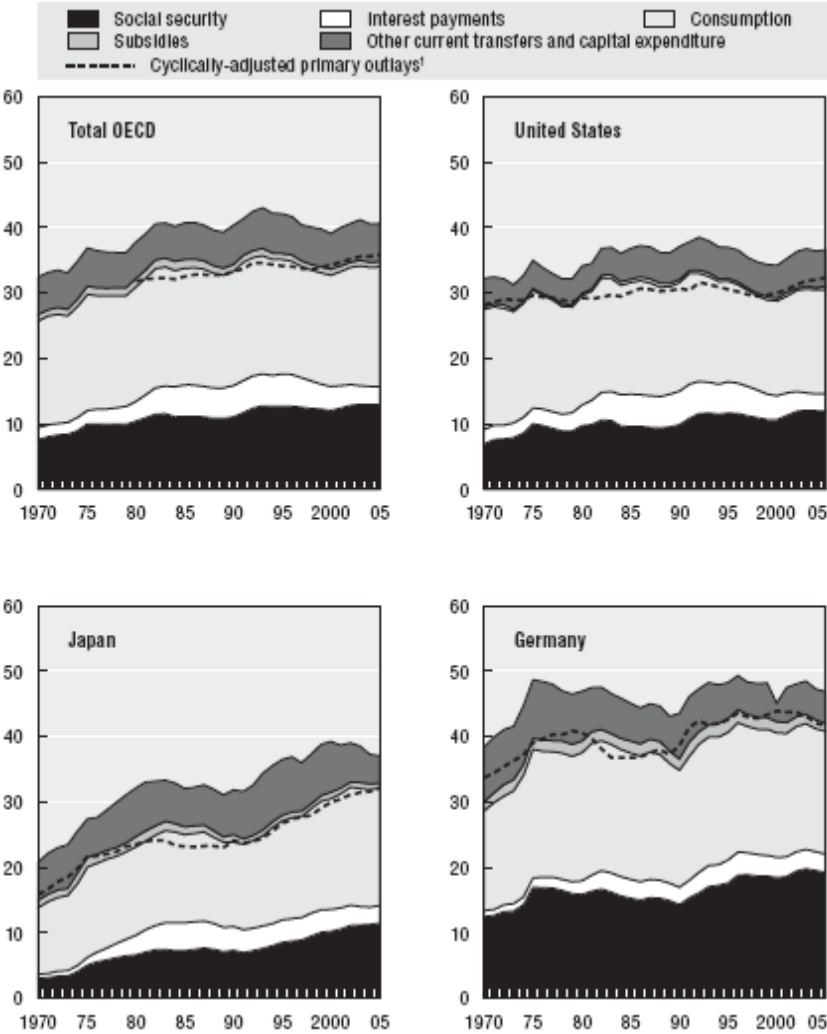 Social security Interest payments Consumption
Subsidies Other current transfers and capital expenditure
Cyclically-adjusted primary outlays¹
60 60
Total OECD United States
50 50
40 40
30 30
20 20
10 10
0 0
1970 75 80 85 90 95 2000 05 1970 75 80 85 90 95 2000 05
60 60
Japan Germany
50 50
40 40
30 30
20 20
10 10
0 0
1970 75 80 85 90 95 2000 05 1970 75 80 85 90 95 2000 05